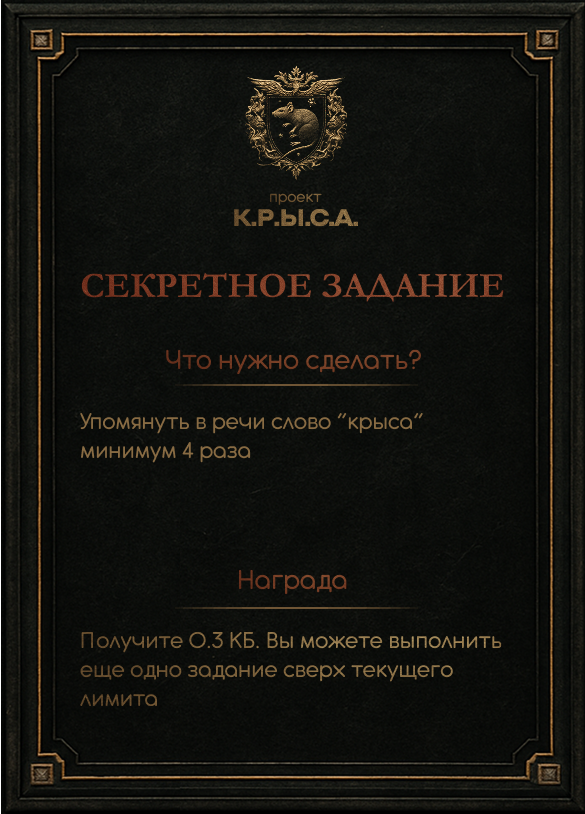 проект
К.Р.Ы.С.А.
СЕКРЕТНОЕ ЗАДАНИЕ
Что нужно сделать?
Упомянуть в речи слово "крыса"
минимум 4 раза
Награда
Получите 0.3 КБ. Вы можете выполнить
еще одно задание сверх текущего
лимита